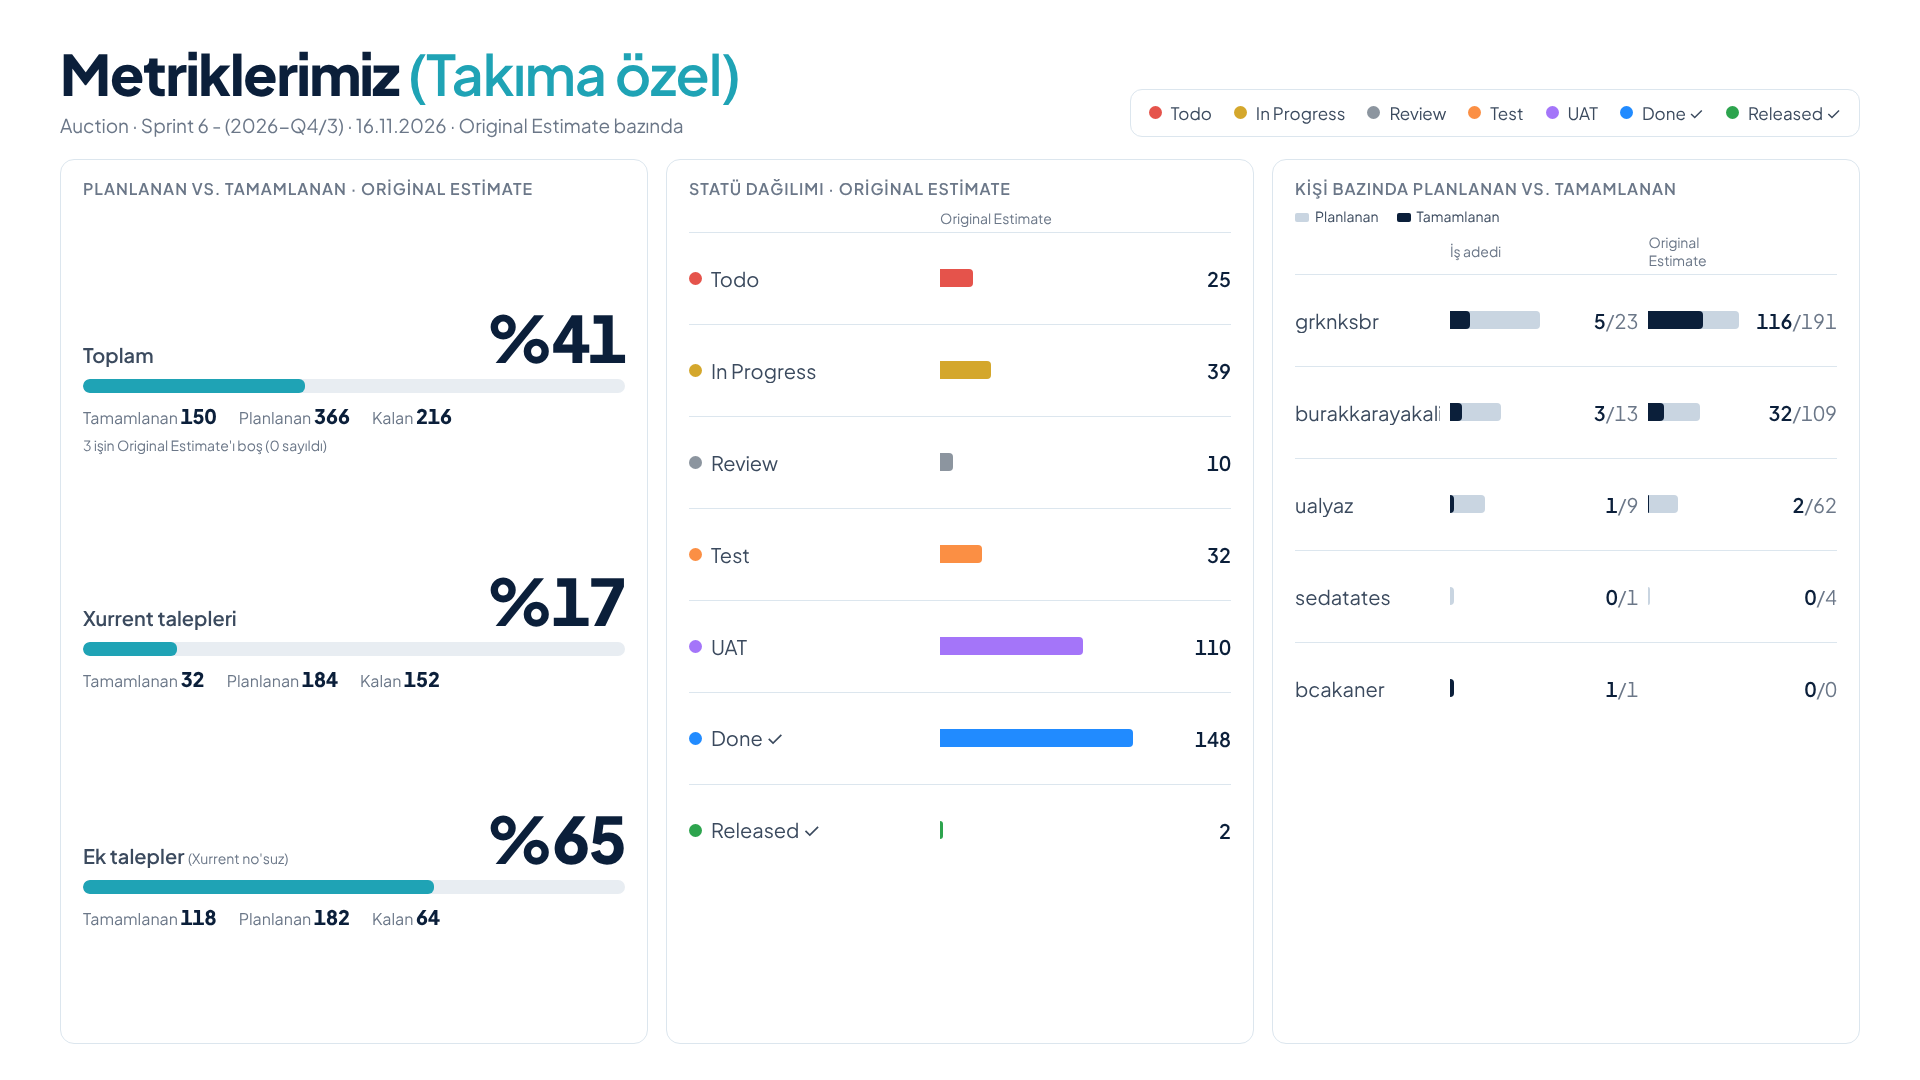 Metriklerimiz (Takıma özel)
Auction · Sprint 6 - (2026-Q4/3) · 16.11.2026 · Original Estimate bazında
Todo In Progress Review Test UAT Done ✓ Released ✓
PLANLANAN VS. TAMAMLANAN · ORİGİNAL ESTİMATE
Toplam %41
Tamamlanan 150 Planlanan 366 Kalan 216
3 işin Original Estimate'ı boş (0 sayıldı)
Xurrent talepleri %17
Tamamlanan 32 Planlanan 184 Kalan 152
Ek talepler (Xurrent no'suz) %65
Tamamlanan 118 Planlanan 182 Kalan 64
STATÜ DAĞILIMI · ORİGİNAL ESTİMATE
Original Estimate
Todo 25
In Progress 39
Review 10
Test 32
UAT 110
Done ✓ 148
Released ✓ 2
KİŞİ BAZINDA PLANLANAN VS. TAMAMLANAN
Planlanan Tamamlanan
İş adedi
Original
Estimate
grknksbr 5/23 116/191
burakkarayakali 3/13 32/109
ualyaz 1/9 2/62
sedatates 0/1 0/4
bcakaner 1/1 0/0